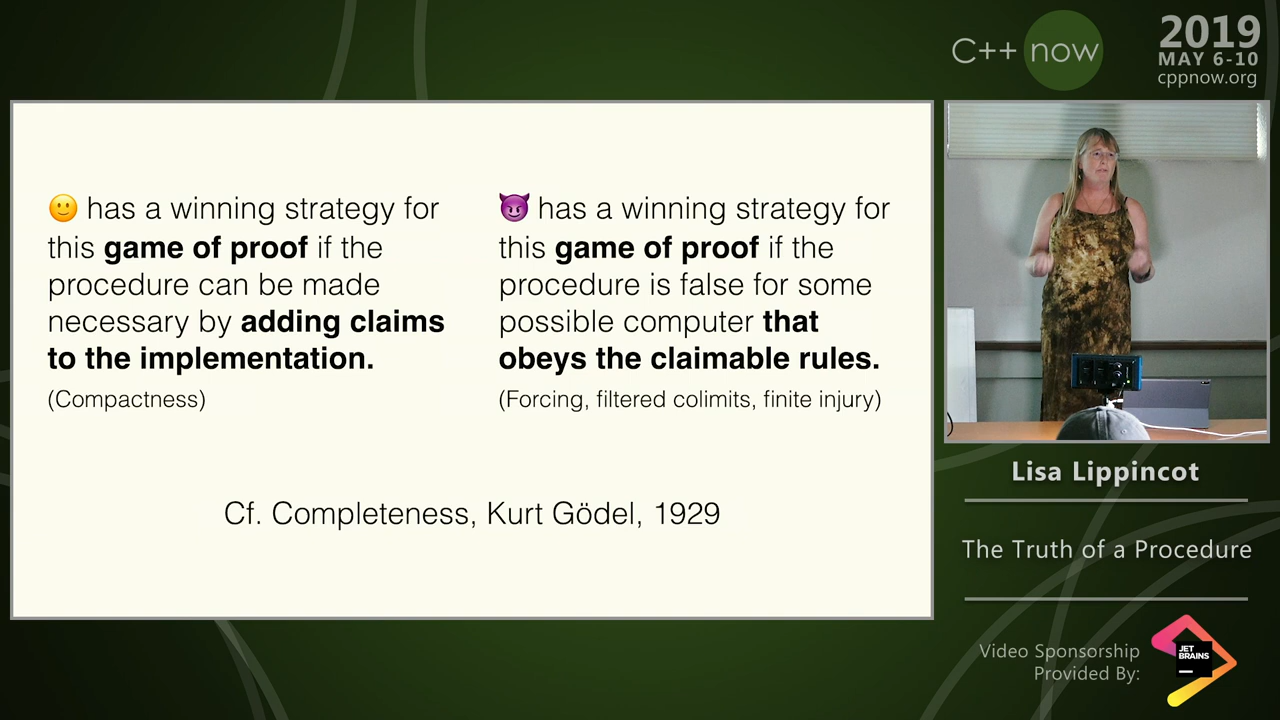 C++ now
2019
MAY 6-10
cppnow.org
🙂 has a winning strategy for
this game of proof if the
procedure can be made
necessary by adding claims
to the implementation.
(Compactness)
😈 has a winning strategy for
this game of proof if the
procedure is false for some
possible computer that
obeys the claimable rules.
(Forcing, filtered colimits, finite injury)
Cf. Completeness, Kurt Gödel, 1929
Lisa Lippincot
The Truth of a Procedure
Video Sponsorship
Provided By:
JET
BRAINS